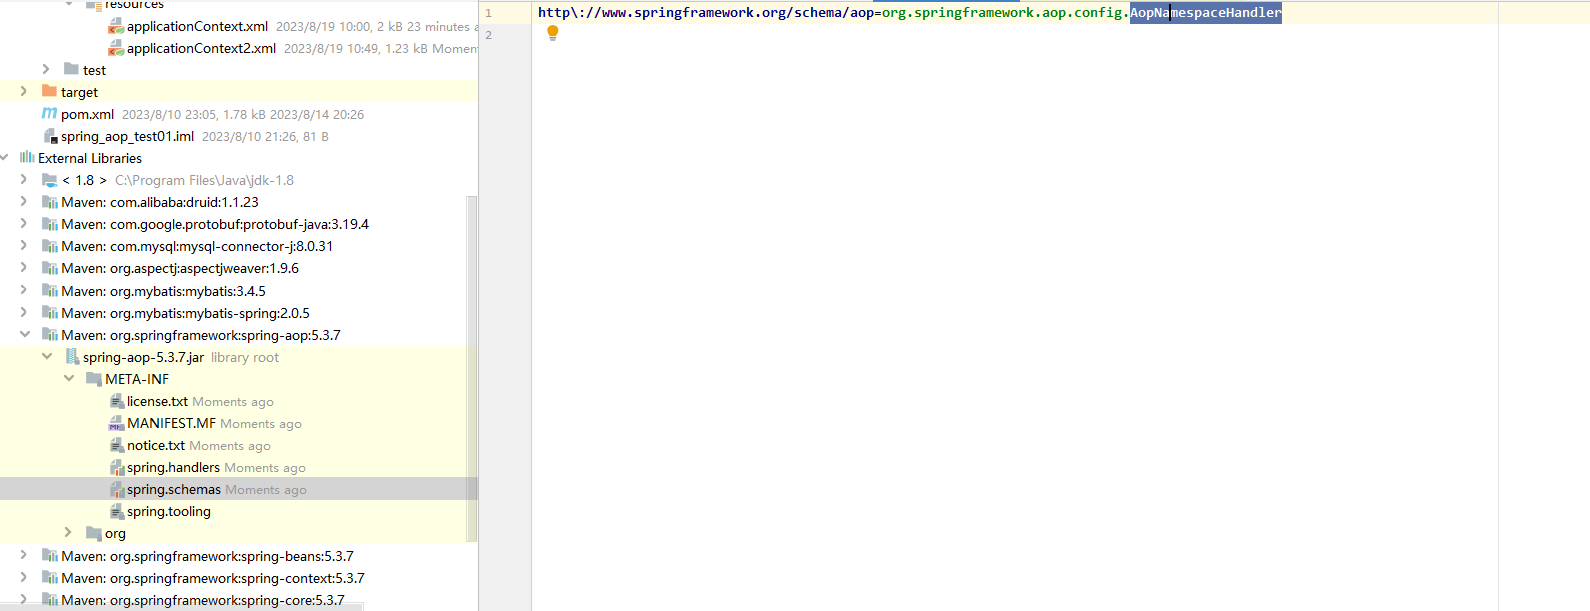 resources
applicationContext.xml 2023/8/19 10:00, 2 kB 23 minutes a
applicationContext2.xml 2023/8/19 10:49, 1.23 kB Momen
test
target
pom.xml 2023/8/10 23:05, 1.78 kB 2023/8/14 20:26
spring_aop_test01.iml 2023/8/10 21:26, 81 B
External Libraries
< 1.8 > C:\Program Files\Java\jdk-1.8
Maven: com.alibaba:druid:1.1.23
Maven: com.google.protobuf:protobuf-java:3.19.4
Maven: com.mysql:mysql-connector-j:8.0.31
Maven: org.aspectj:aspectjweaver:1.9.6
Maven: org.mybatis:mybatis:3.4.5
Maven: org.mybatis:mybatis-spring:2.0.5
Maven: org.springframework:spring-aop:5.3.7
spring-aop-5.3.7.jar library root
META-INF
license.txt Moments ago
MANIFEST.MF Moments ago
notice.txt Moments ago
spring.handlers Moments ago
spring.schemas Moments ago
spring.tooling
org
Maven: org.springframework:spring-beans:5.3.7
Maven: org.springframework:spring-context:5.3.7
Maven: org.springframework:spring-core:5.3.7
1 http\://www.springframework.org/schema/aop=org.springframework.aop.config.AopNamespaceHandler
2